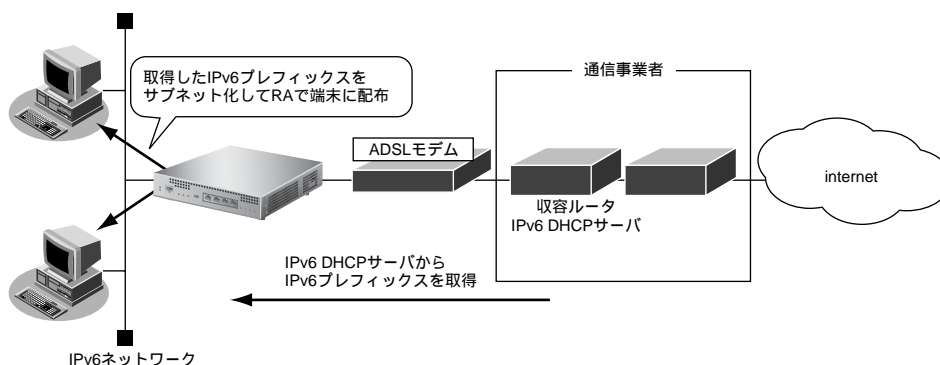 取得したIPv6プレフィックスを
サブネット化してRAで端末に配布
通信事業者
ADSLモデム
internet
収容ルータ
IPv6 DHCPサーバ
IPv6 DHCPサーバから
IPv6プレフィックスを取得
IPv6ネットワーク